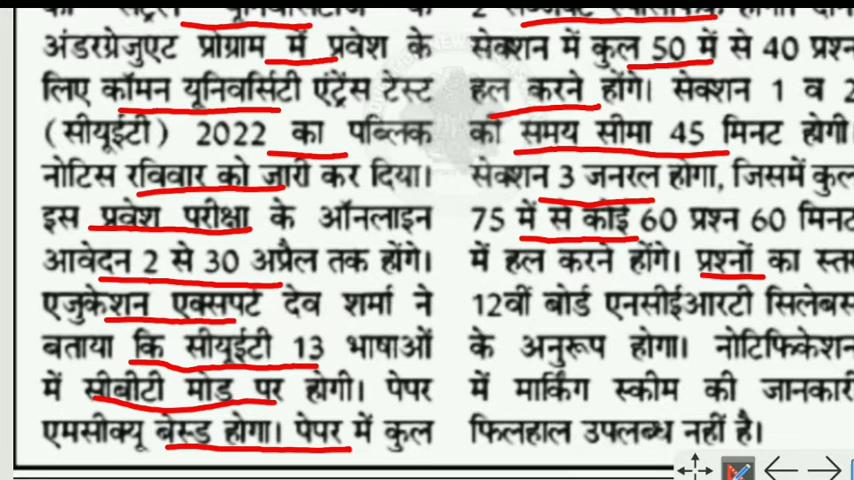 अंडरग्रेजुएट प्रोग्राम में प्रवेश के
लिए कॉमन यूनिवर्सिटी एंट्रेंस टेस्ट
(सीयूईटी) 2022 का पब्लिक
नोटिस रविवार को जारी कर दिया।
इस प्रवेश परीक्षा के ऑनलाइन
आवेदन 2 से 30 अप्रैल तक होंगे।
एजुकेशन एक्सपर्ट देव शर्मा ने
बताया कि सीयूईटी 13 भाषाओं
में सीबीटी मोड पर होगी। पेपर
एमसीक्यू बेस्ड होगा। पेपर में कुल
सेक्शन में कुल 50 में से 40 प्रश्न
हल करने होंगे। सेक्शन 1 व 2
की समय सीमा 45 मिनट होगी।
सेक्शन 3 जनरल होगा, जिसमें कुल
75 में से कोई 60 प्रश्न 60 मिनट
में हल करने होंगे। प्रश्नों का स्तर
12वीं बोर्ड एनसीईआरटी सिलेबस
के अनुरूप होगा। नोटिफिकेशन
में मार्किंग स्कीम की जानकारी
फिलहाल उपलब्ध नहीं है।